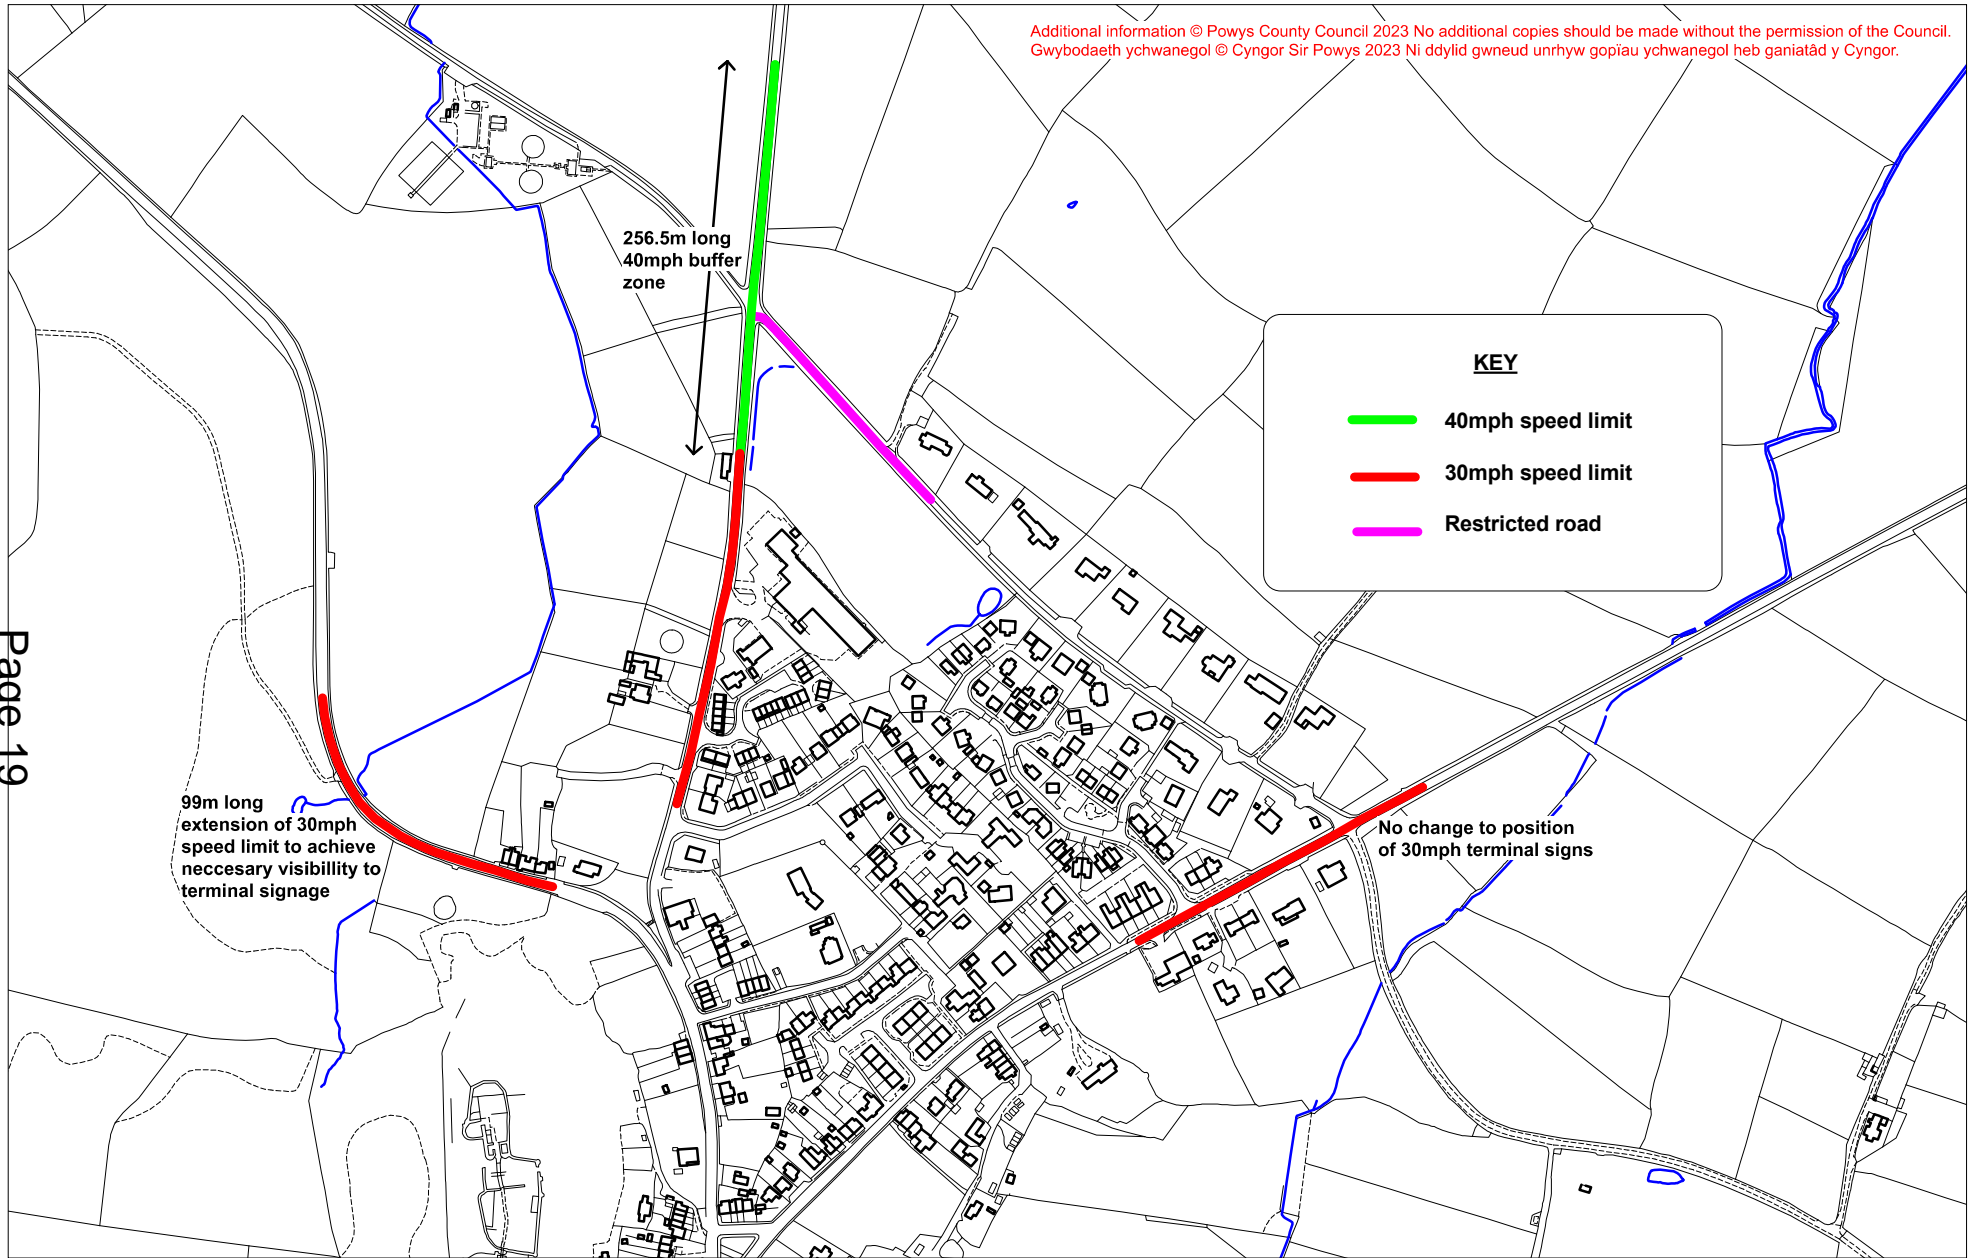 Additional information © Powys County Council 2023 No additional copies should be made without the permission of the Council.
Gwybodaeth ychwanegol © Cyngor Sir Powys 2023 Ni ddylid gwneud unrhyw gopïau ychwanegol heb ganiatâd y Cyngor.
256.5m long
40mph buffer
zone
KEY
40mph speed limit
30mph speed limit
Restricted road
Page 19
99m long
extension of 30mph
speed limit to achieve
neccesary visibillity to
terminal signage
No change to position
of 30mph terminal signs